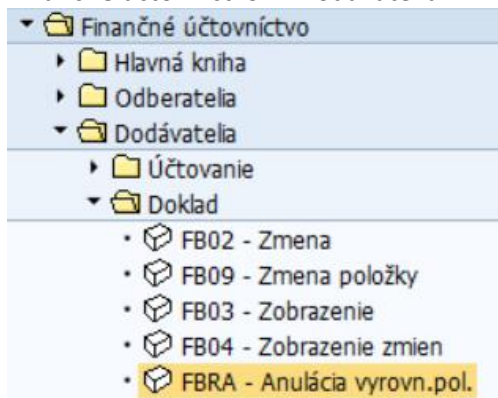 Finančné účtovníctvo
Hlavná kniha
Odberatelia
Dodávatelia
Účtovanie
Doklad
FB02 - Zmena
FB09 - Zmena položky
FB03 - Zobrazenie
FB04 - Zobrazenie zmien
FBRA - Anulácia vyrovn.pol.